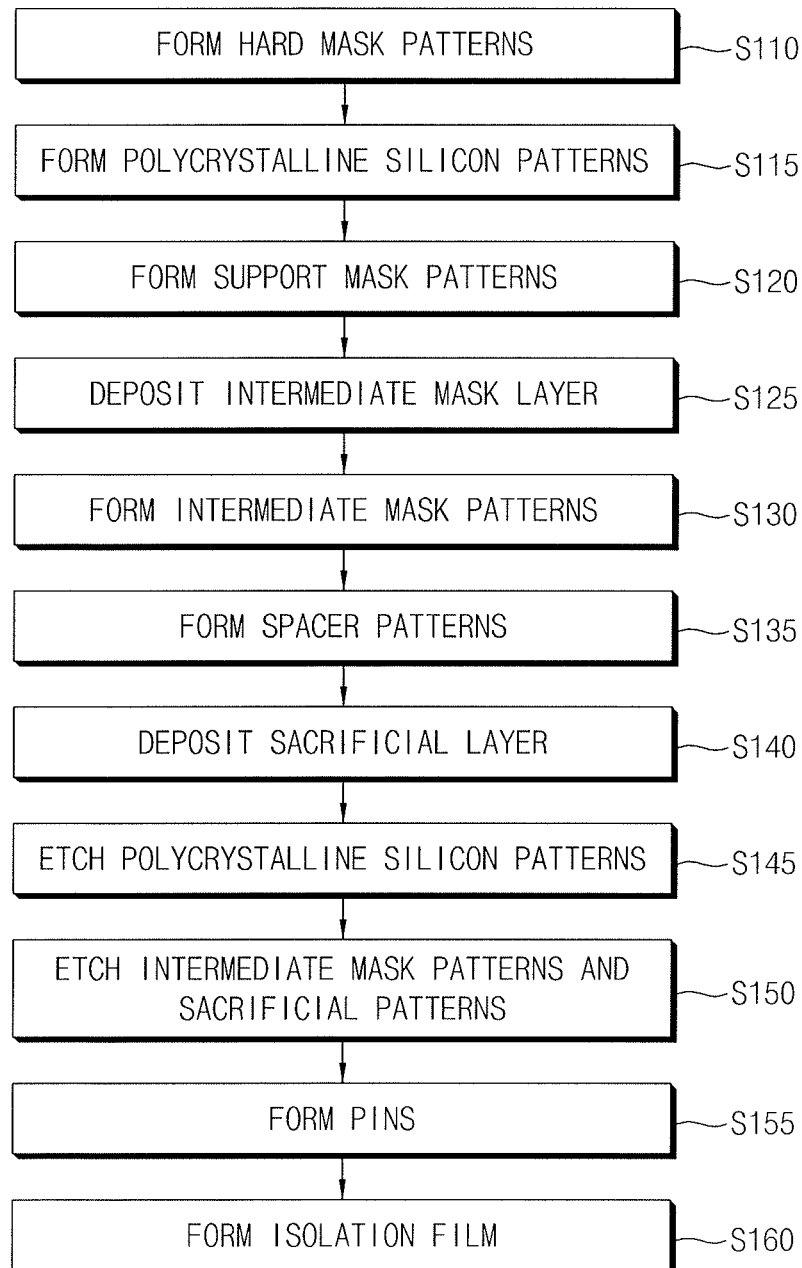 FORM HARD MASK PATTERNS S110
FORM POLYCRYSTALLINE SILICON PATTERNS S115
FORM SUPPORT MASK PATTERNS S120
DEPOSIT INTERMEDIATE MASK LAYER S125
FORM INTERMEDIATE MASK PATTERNS S130
FORM SPACER PATTERNS S135
DEPOSIT SACRIFICIAL LAYER S140
ETCH POLYCRYSTALLINE SILICON PATTERNS S145
ETCH INTERMEDIATE MASK PATTERNS AND
SACRIFICIAL PATTERNS S150
FORM PINS S155
FORM ISOLATION FILM S160